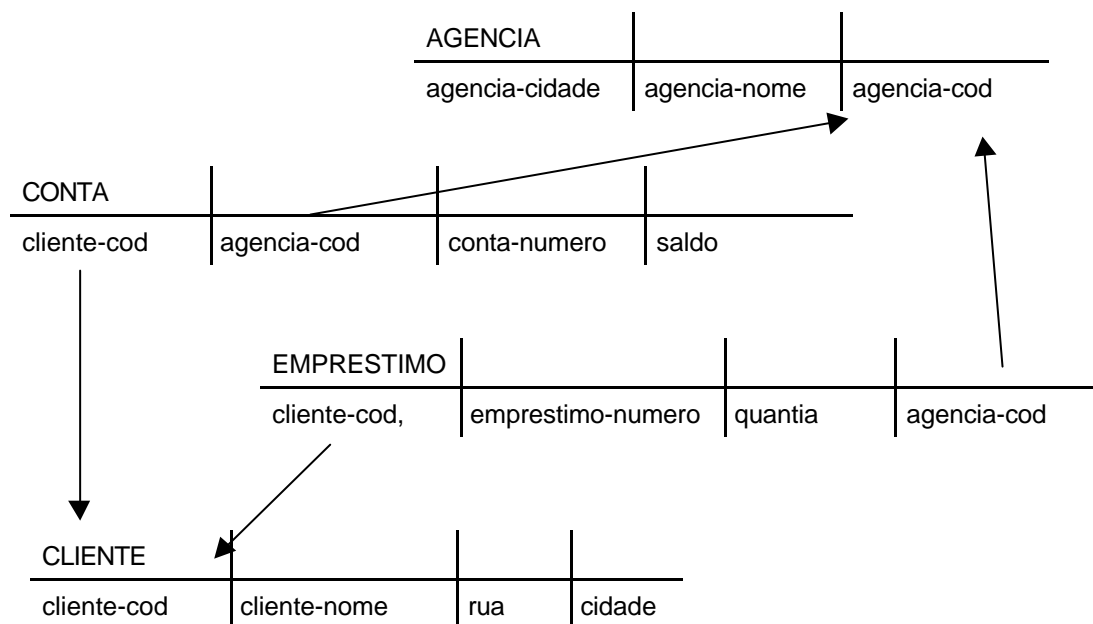 AGENCIA
agencia-cidade agencia-nome agencia-cod
CONTA
cliente-cod agencia-cod conta-numero saldo
EMPRESTIMO
cliente-cod, emprestimo-numero quantia agencia-cod
CLIENTE
cliente-cod cliente-nome rua cidade